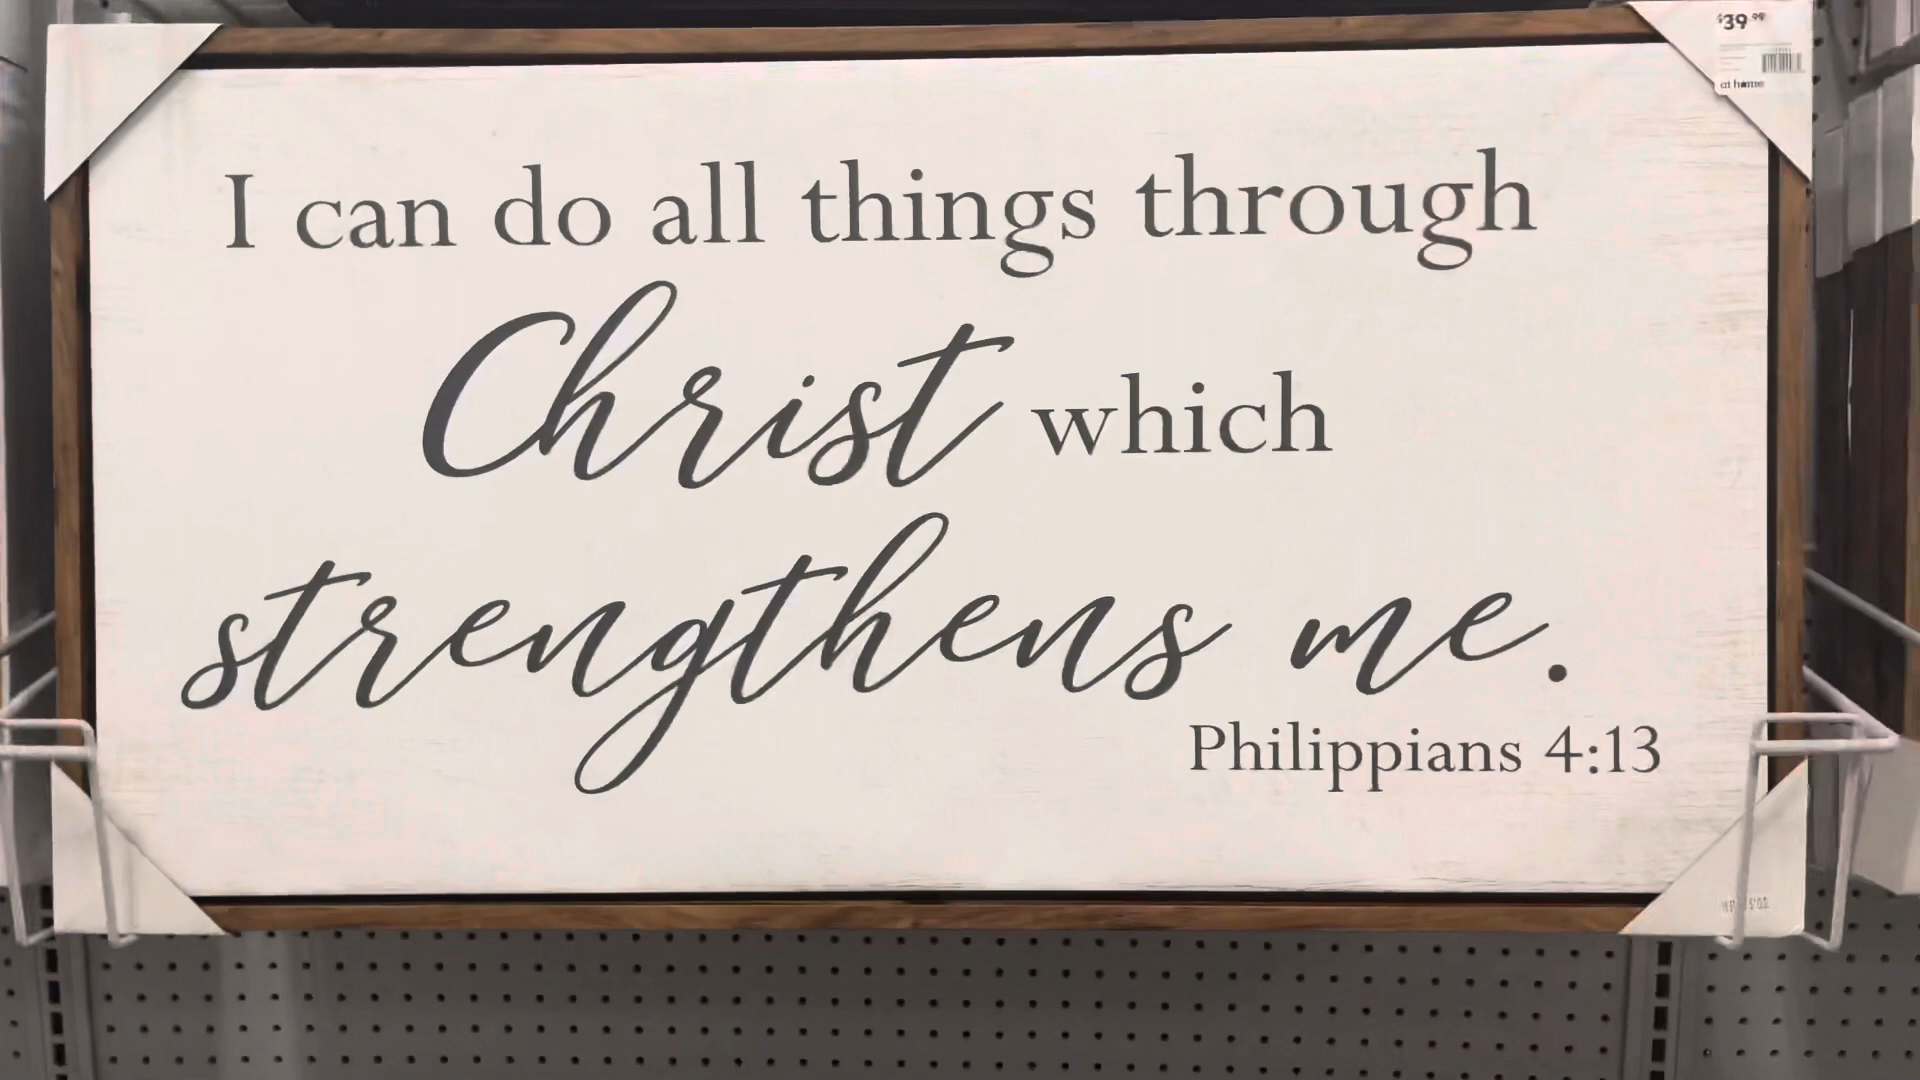 $39.99
at home
I can do all things through
Christ which
strengthens me.
Philippians 4:13